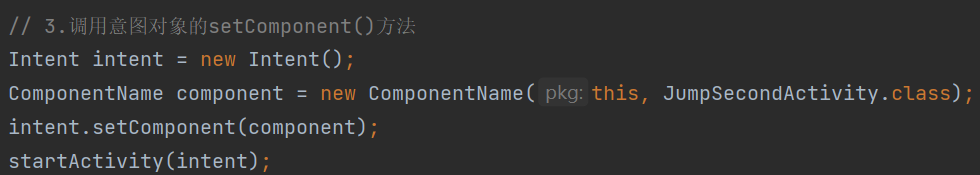 // 3.调用意图对象的setComponent()方法
Intent intent = new Intent();
ComponentName component = new ComponentName( pkg: this, JumpSecondActivity.class);
intent.setComponent(component);
startActivity(intent);